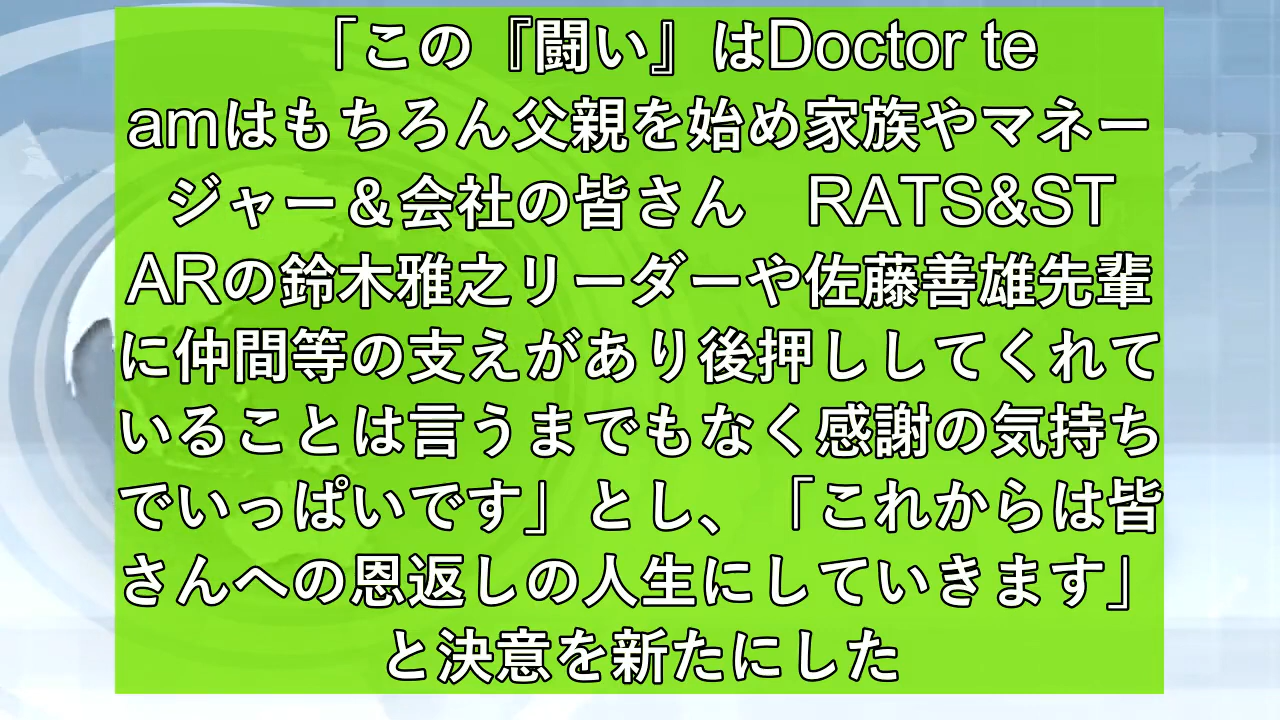 「この『闘い』はDoctor te
amはもちろん父親を始め家族やマネー
ジャー＆会社の皆さん　RATS&ST
ARの鈴木雅之リーダーや佐藤善雄先輩
に仲間等の支えがあり後押ししてくれて
いることは言うまでもなく感謝の気持ち
でいっぱいです」とし、「これからは皆
さんへの恩返しの人生にしていきます」
と決意を新たにした